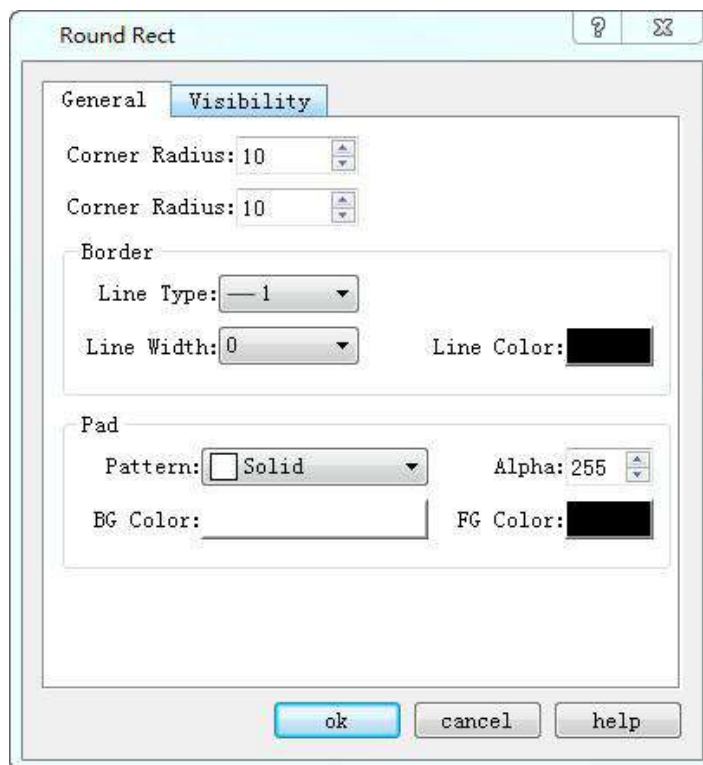 Round Rect
General Visibility
Corner Radius: 10
Corner Radius: 10
Border
Line Type: 1
Line Width: 0 Line Color:
Pad
Pattern: Solid Alpha: 255
BG Color: FG Color:
ok cancel help